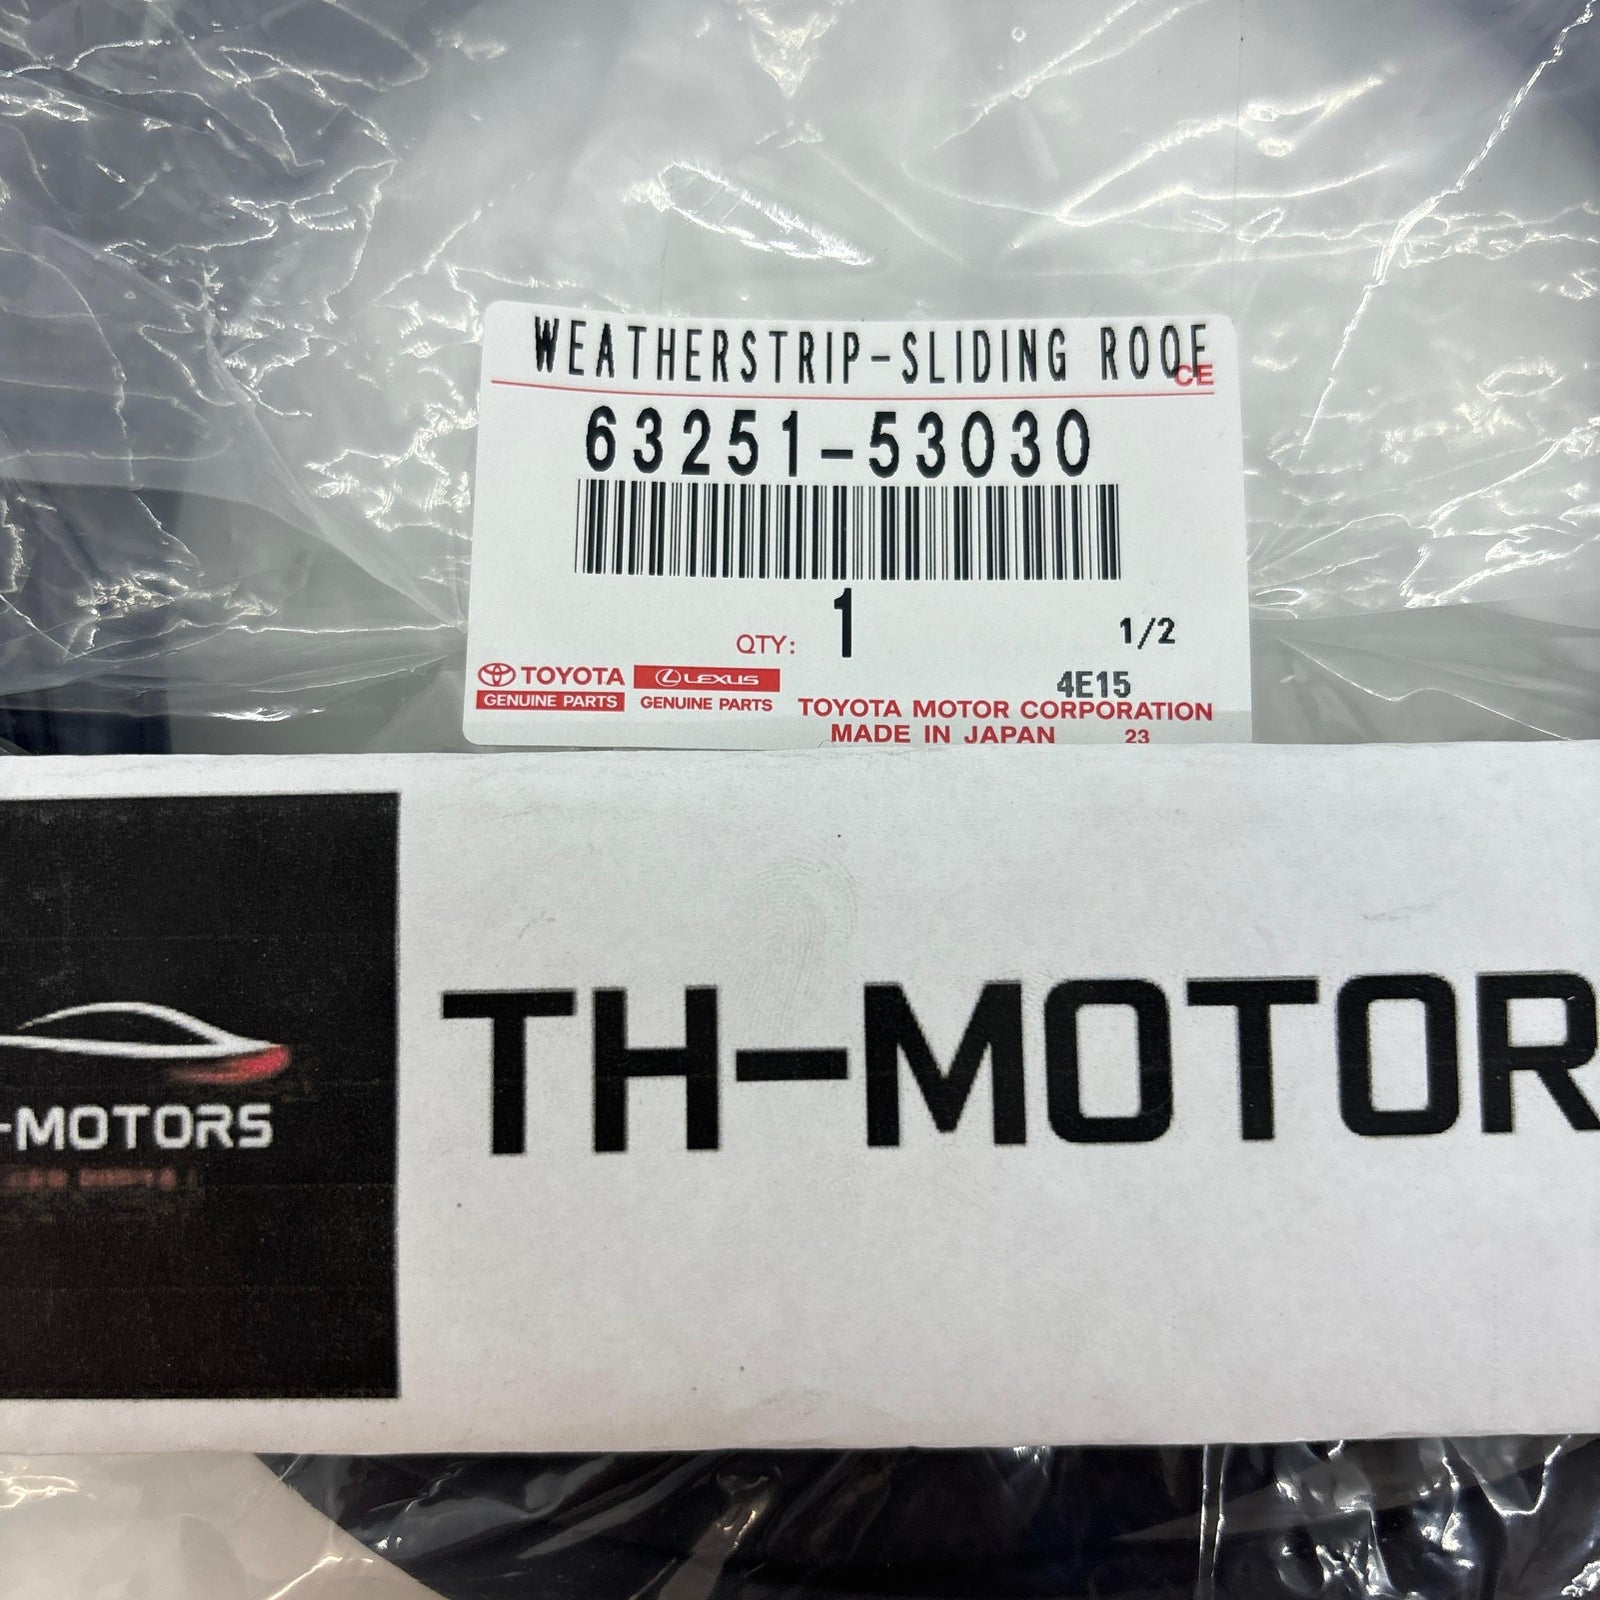 WEATHERSTRIP-SLIDING ROOF
CE
63251-53030
QTY: 1
1/2
TOYOTA
GENUINE PARTS
LEXUS
GENUINE PARTS
4E15
TOYOTA MOTOR CORPORATION
MADE IN JAPAN 23
-MOTORS
TH-MOTOR